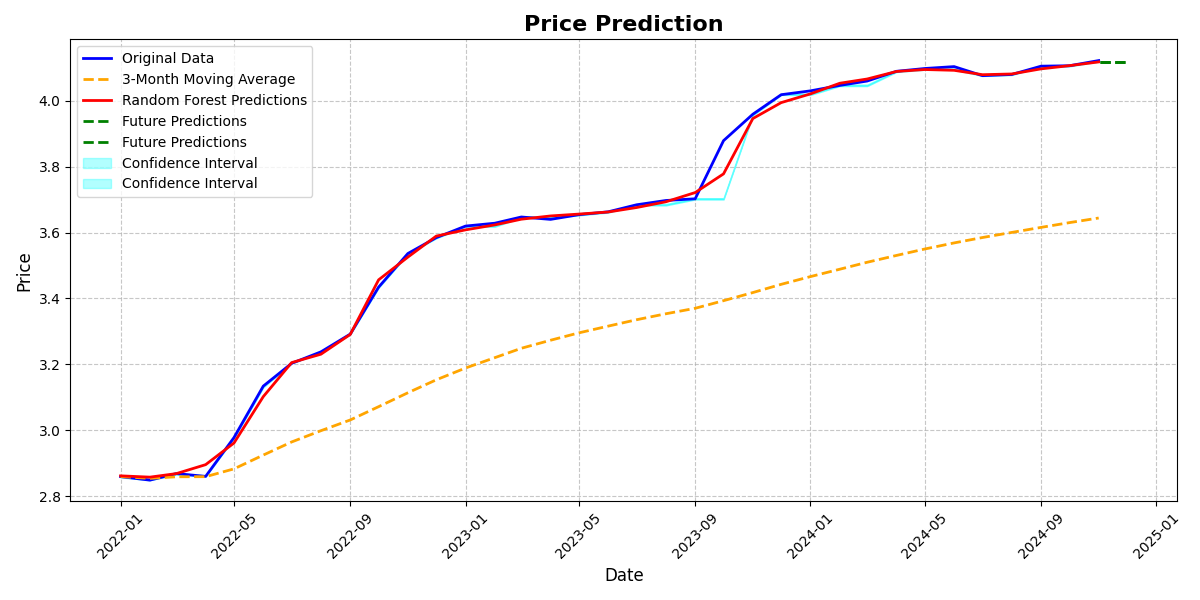 Price Prediction
Original Data
3-Month Moving Average
Random Forest Predictions
Future Predictions
Future Predictions
Confidence Interval
Confidence Interval
Price
4.0
3.8
3.6
3.4
3.2
3.0
2.8
2022-01
2022-05
2022-09
2023-01
2023-05
2023-09
2024-01
2024-05
2024-09
2025-01
Date